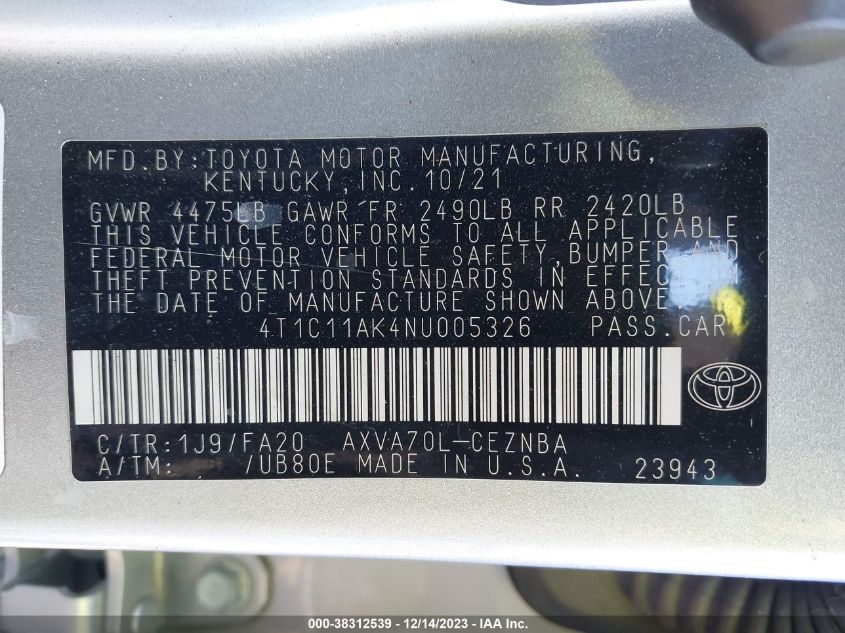 MFD.BY:TOYOTA MOTOR MANUFACTURING,
KENTUCKY,INC.10/21
GVWR 4475LB GAWR FR 2490LB RR 2420LB
THIS VEHICLE CONFORMS TO ALL APPLICABLE
FEDERAL MOTOR VEHICLE SAFETY,BUMPER AND
THEFT PREVENTION STANDARDS IN EFFECT ON
THE DATE OF MANUFACTURE SHOWN ABOVE.
4T1C11AK4NU005326 PASS.CAR
C/TR:1J9/FA20 AXVA70L-CEZNBA
A/TM: /UB80E MADE IN U.S.A. 23943
000-38312539 - 12/14/2023 - IAA Inc.